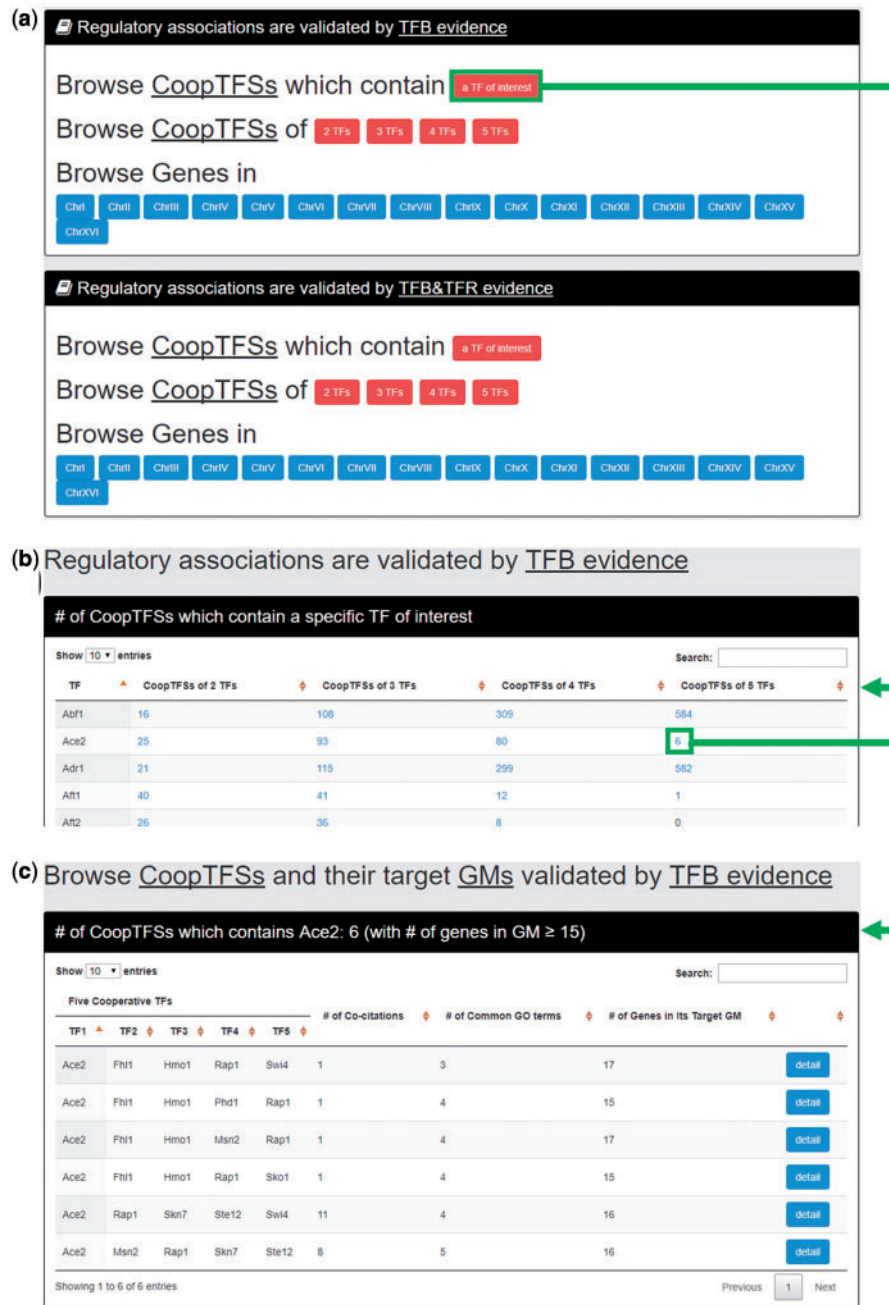 (a)
Regulatory associations are validated by TFB evidence
Browse CoopTFSs which contain a TF of interest
Browse CoopTFSs of 2 TFs 3 TFs 4 TFs 5 TFs
Browse Genes in
ChrI ChrII ChrIII ChrIV ChrV ChrVI ChrVII ChrVIII ChrIX ChrX ChrXI ChrXII ChrXIII ChrXIV ChrXV
ChrXVI
Regulatory associations are validated by TFB&TFR evidence
Browse CoopTFSs which contain a TF of interest
Browse CoopTFSs of 2 TFs 3 TFs 4 TFs 5 TFs
Browse Genes in
ChrI ChrII ChrIII ChrIV ChrV ChrVI ChrVII ChrVIII ChrIX ChrX ChrXI ChrXII ChrXIII ChrXIV ChrXV
ChrXVI
(b) Regulatory associations are validated by TFB evidence
# of CoopTFSs which contain a specific TF of interest
Show 10 entries Search:
TF CoopTFSs of 2 TFs CoopTFSs of 3 TFs CoopTFSs of 4 TFs CoopTFSs of 5 TFs
Abf1 16 108 309 584
Ace2 25 93 80 6
Adr1 21 115 299 582
Aft1 40 41 12 1
Aft2 26 36 8 0
(c) Browse CoopTFSs and their target GMs validated by TFB evidence
# of CoopTFSs which contains Ace2: 6 (with # of genes in GM ≥ 15)
Show 10 entries Search:
Five Cooperative TFs # of Co-citations # of Common GO terms # of Genes in Its Target GM
TF1 TF2 TF3 TF4 TF5
Ace2 Fhl1 Hmo1 Rap1 Swi4 1 3 17 detail
Ace2 Fhl1 Hmo1 Phd1 Rap1 1 4 15 detail
Ace2 Fhl1 Hmo1 Msn2 Rap1 1 4 17 detail
Ace2 Fhl1 Hmo1 Rap1 Sko1 1 4 15 detail
Ace2 Rap1 Skn7 Ste12 Swi4 11 4 16 detail
Ace2 Msn2 Rap1 Skn7 Ste12 8 5 16 detail
Showing 1 to 6 of 6 entries Previous 1 Next